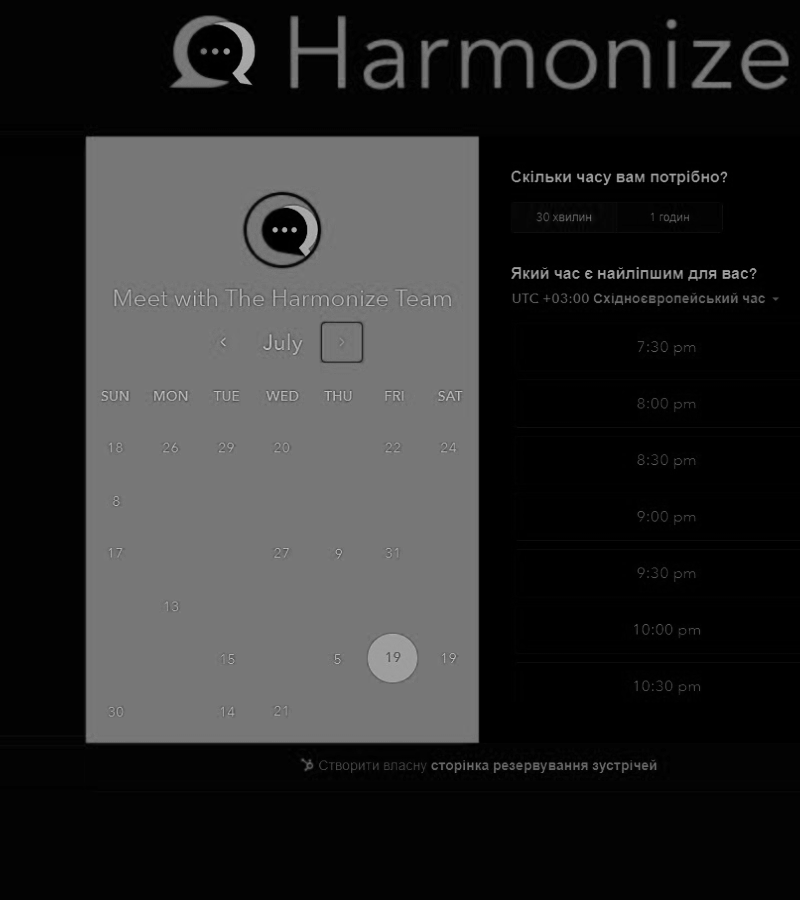 Harmonize
Meet with The Harmonize Team
July
SUN MON TUE WED THU FRI SAT
18 26 29 20 22 24
8
17 27 9 31
13
15 5 19 19
30 14 21
Скільки часу вам потрібно?
30 хвилин 1 годин
Який час є найліпшим для вас?
UTC +03:00 Східноєвропейський час
7:30 pm
8:00 pm
8:30 pm
9:00 pm
9:30 pm
10:00 pm
10:30 pm
Створити власну сторінка резервування зустрічей